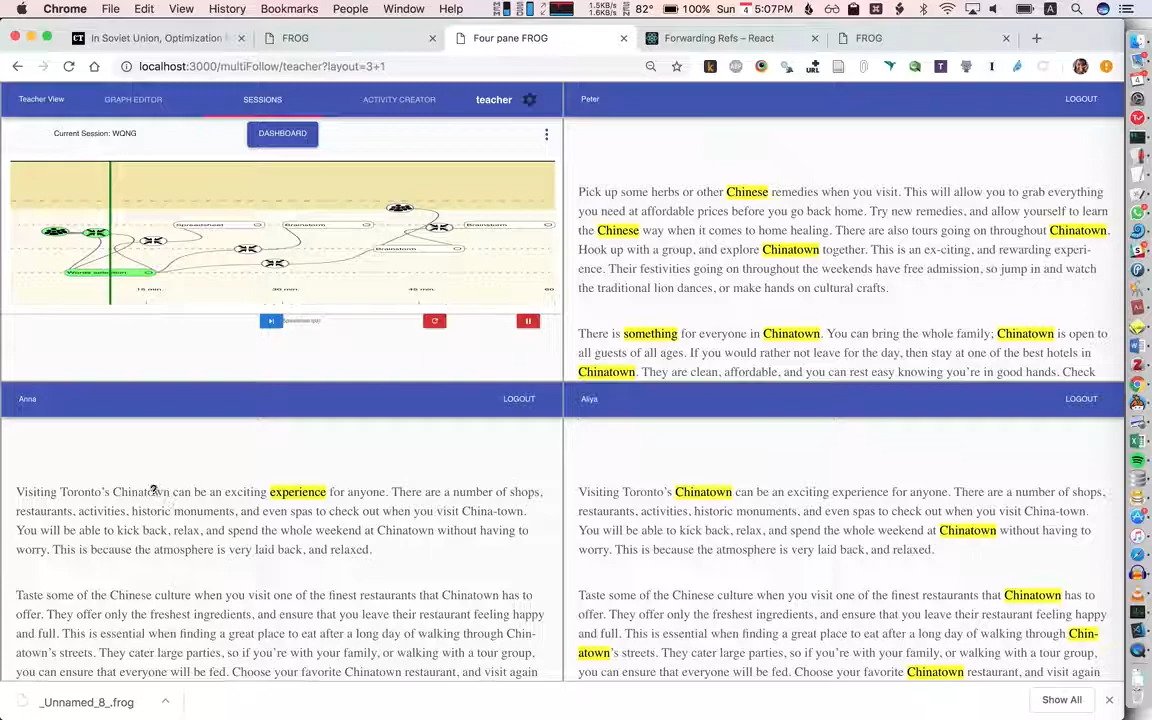 Chrome File Edit View History Bookmarks People Window Help 1.5KB/s 1.6KB/s 82° 100% Sun 4 5:07PM
In Soviet Union, Optimization
FROG
Four pane FROG
Forwarding Refs – React
FROG
localhost:3000/multiFollow/teacher?layout=3+1
Teacher View GRAPH EDITOR SESSIONS ACTIVITY CREATOR teacher
Current Session: WQNG DASHBOARD
Spreadsheet Brainstorm Brainstorm
Brainstorm
15 min. 30 min. 45 min. 60
Peter LOGOUT
Pick up some herbs or other Chinese remedies when you visit. This will allow you to grab everything
you need at affordable prices before you go back home. Try new remedies, and allow yourself to learn
the Chinese way when it comes to home healing. There are also tours going on throughout Chinatown.
Hook up with a group, and explore Chinatown together. This is an ex-citing, and rewarding experi-
ence. Their festivities going on throughout the weekends have free admission, so jump in and watch
the traditional lion dances, or make hands on cultural crafts.
There is something for everyone in Chinatown. You can bring the whole family; Chinatown is open to
all guests of all ages. If you would rather not leave for the day, then stay at one of the best hotels in
Chinatown. They are clean, affordable, and you can rest easy knowing you're in good hands. Check
Anna LOGOUT
Visiting Toronto's Chinatown can be an exciting experience for anyone. There are a number of shops,
restaurants, activities, historic monuments, and even spas to check out when you visit China-town.
You will be able to kick back, relax, and spend the whole weekend at Chinatown without having to
worry. This is because the atmosphere is very laid back, and relaxed.
Taste some of the Chinese culture when you visit one of the finest restaurants that Chinatown has to
offer. They offer only the freshest ingredients, and ensure that you leave their restaurant feeling happy
and full. This is essential when finding a great place to eat after a long day of walking through Chin-
atown's streets. They cater large parties, so if you're with your family, or walking with a tour group,
you can ensure that everyone will be fed. Choose your favorite Chinatown restaurant, and visit again
Aliya LOGOUT
Visiting Toronto's Chinatown can be an exciting experience for anyone. There are a number of shops,
restaurants, activities, historic monuments, and even spas to check out when you visit China-town.
You will be able to kick back, relax, and spend the whole weekend at Chinatown without having to
worry. This is because the atmosphere is very laid back, and relaxed.
Taste some of the Chinese culture when you visit one of the finest restaurants that Chinatown has to
offer. They offer only the freshest ingredients, and ensure that you leave their restaurant feeling happy
and full. This is essential when finding a great place to eat after a long day of walking through Chin-
atown's streets. They cater large parties, so if you're with your family, or walking with a tour group,
you can ensure that everyone will be fed. Choose your favorite Chinatown restaurant, and visit again
_Unnamed_8_.frog Show All